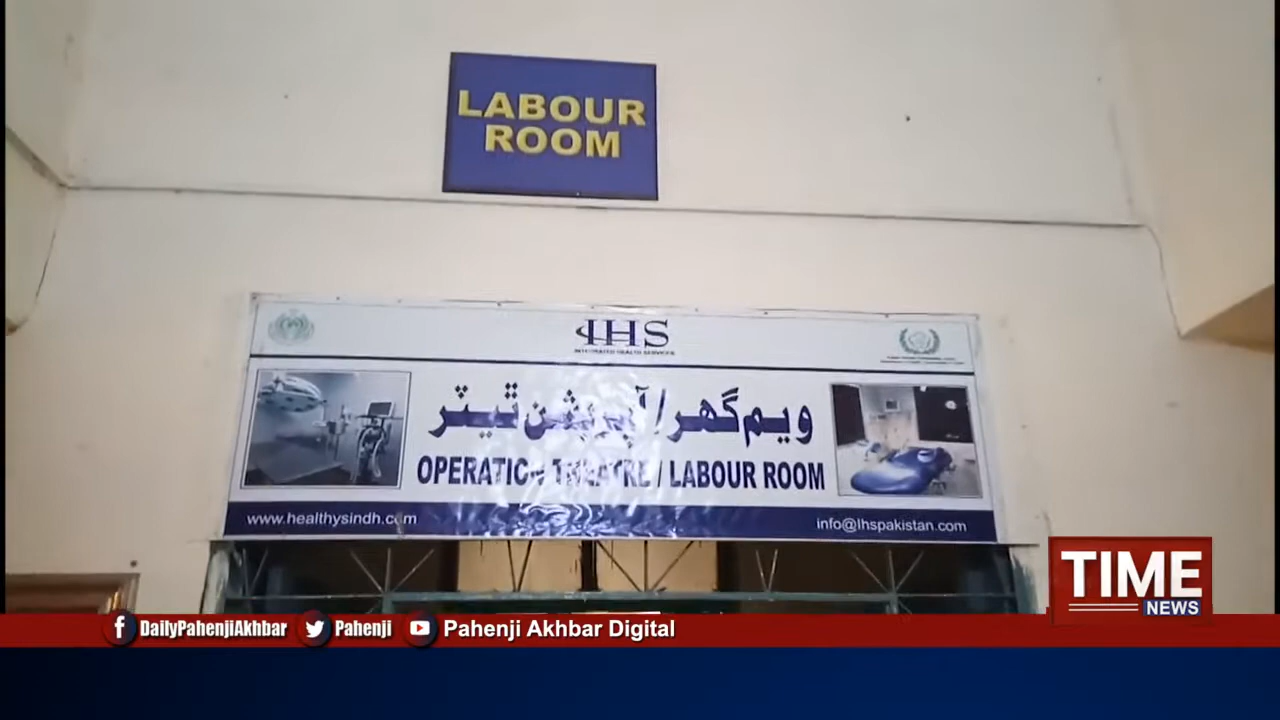 LABOUR
ROOM
IHS
INTEGRATED HEALTH SERVICES
ويم گهر/آپريشن ٿيٽر
OPERATION THEATRE / LABOUR ROOM
www.healthysindh.com
info@Ihspakistan.com
TIME
NEWS
DailyPahenjiAkhbar
Pahenji
Pahenji Akhbar Digital